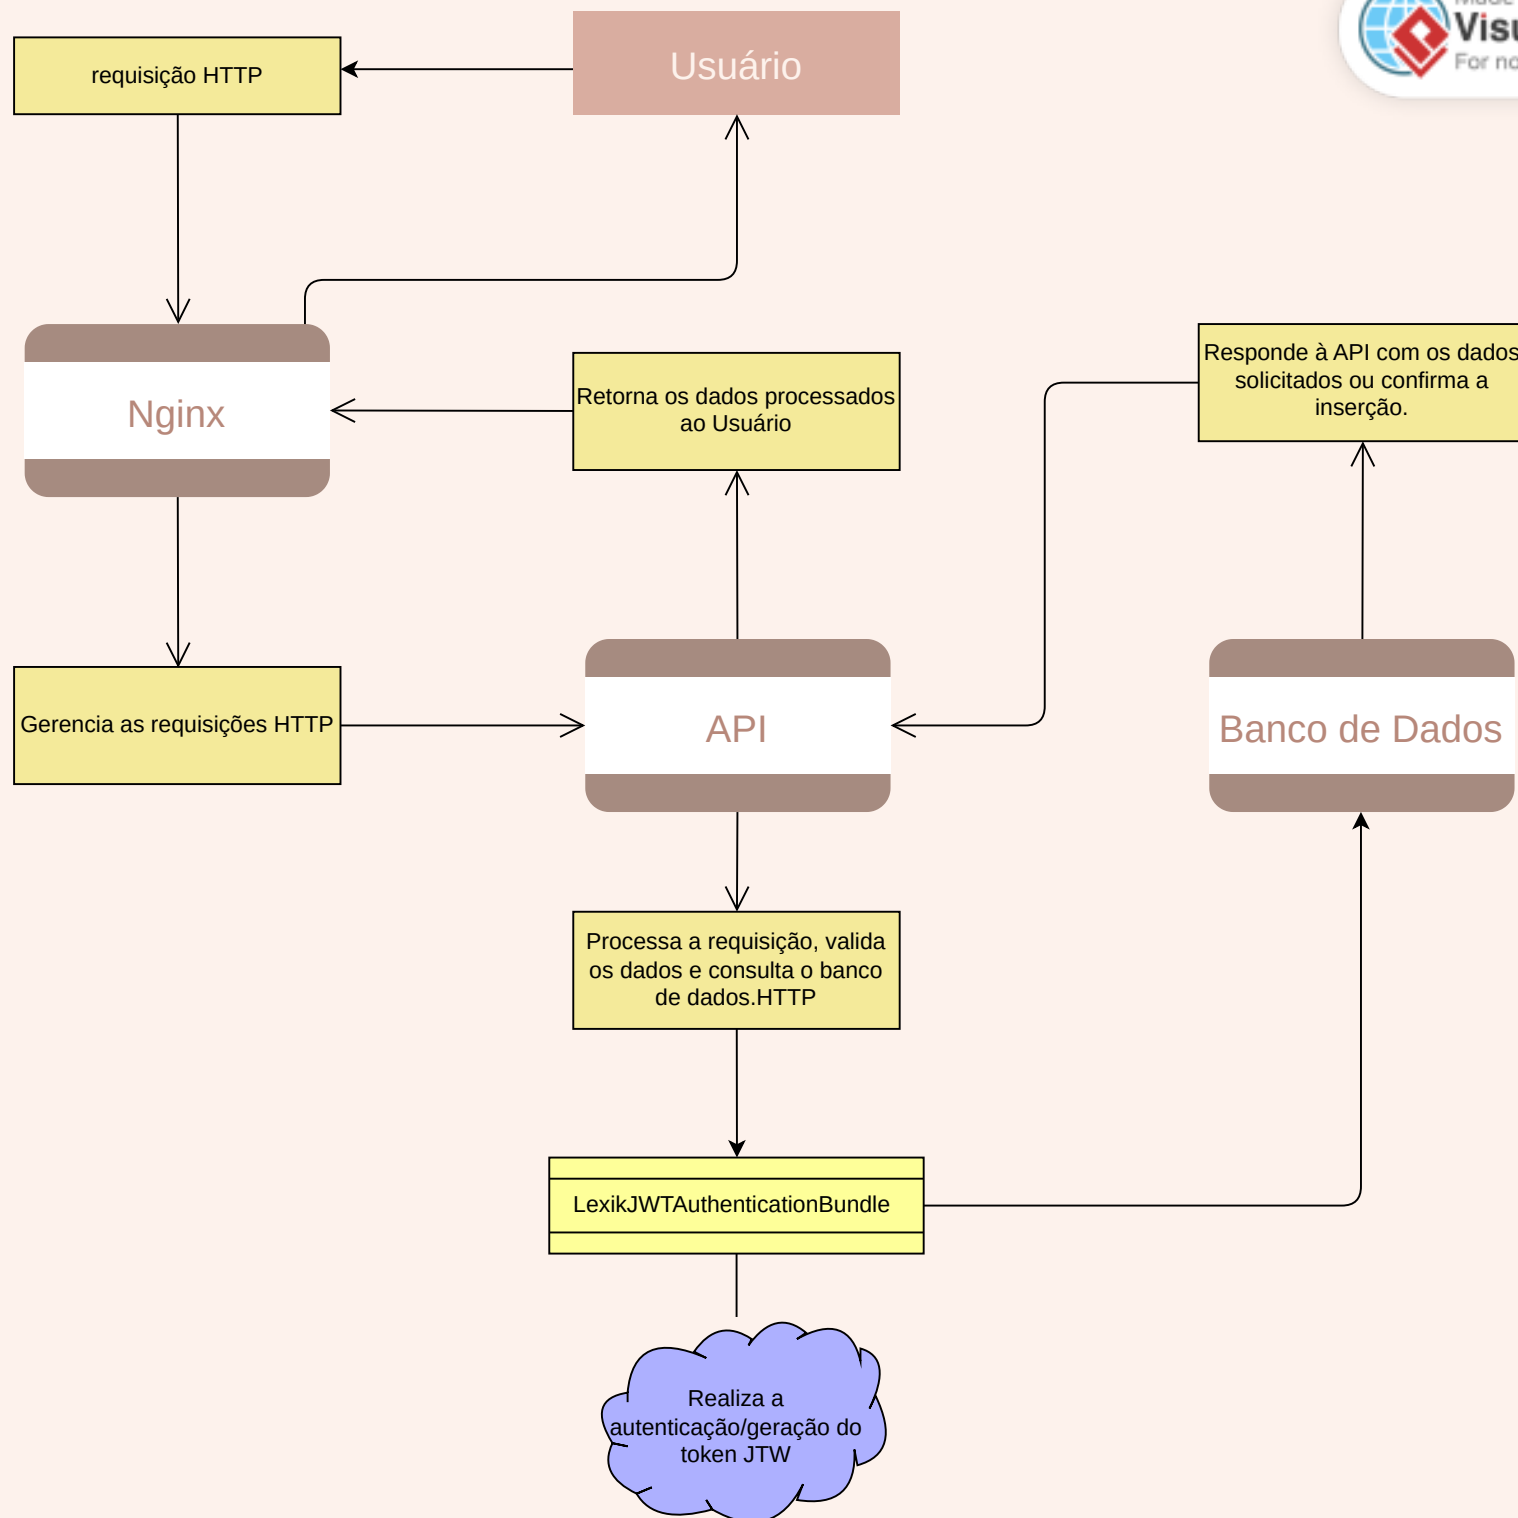 Usuário
requisição HTTP
For
Nginx
Retorna os dados processados
ao Usuário
Responde à API com os dados
solicitados ou confirma a
inserção.
Gerencia as requisições HTTP
API
Banco de Dados
Processa a requisição, valida
os dados e consulta o banco
de dados.HTTP
LexikJWTAuthenticationBundle
Realiza a
autenticação/geração do
token JTW